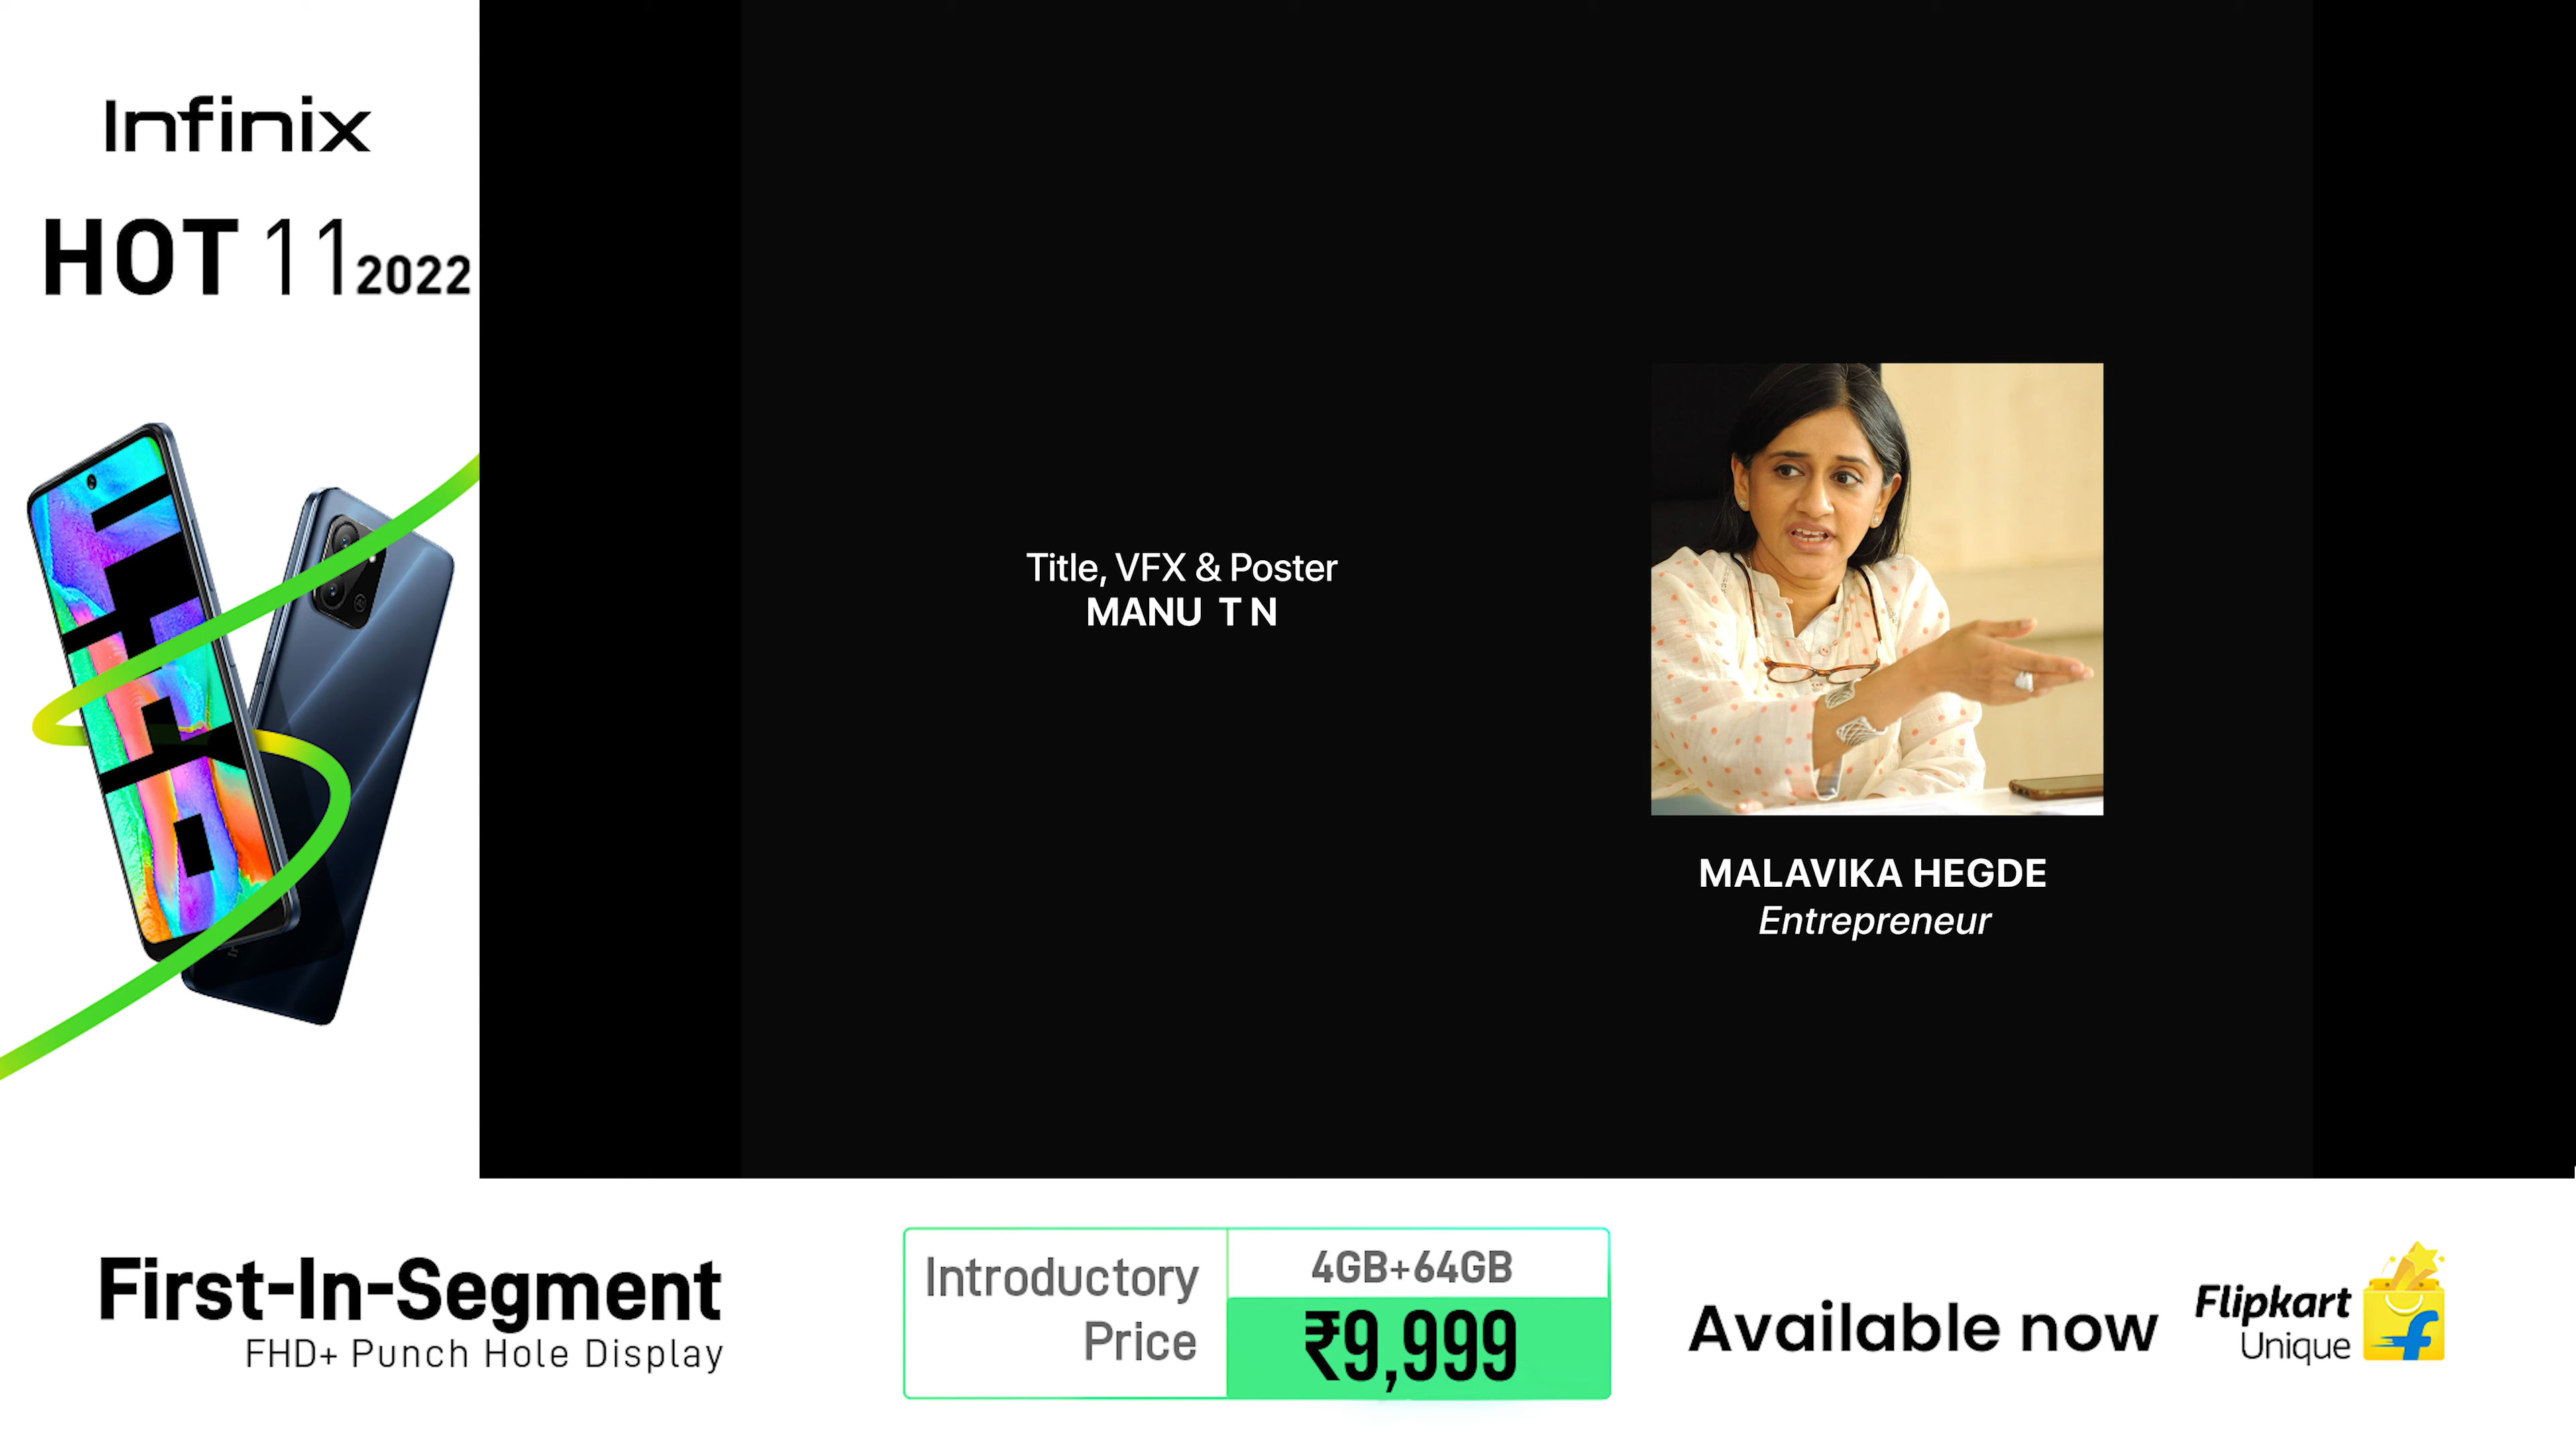 Infinix
HOT 11 2022
Title, VFX & Poster
MANU T N
MALAVIKA HEGDE
Entrepreneur
First-In-Segment
FHD+ Punch Hole Display
Introductory
Price
4GB+64GB
₹9,999
Available now
Flipkart
Unique